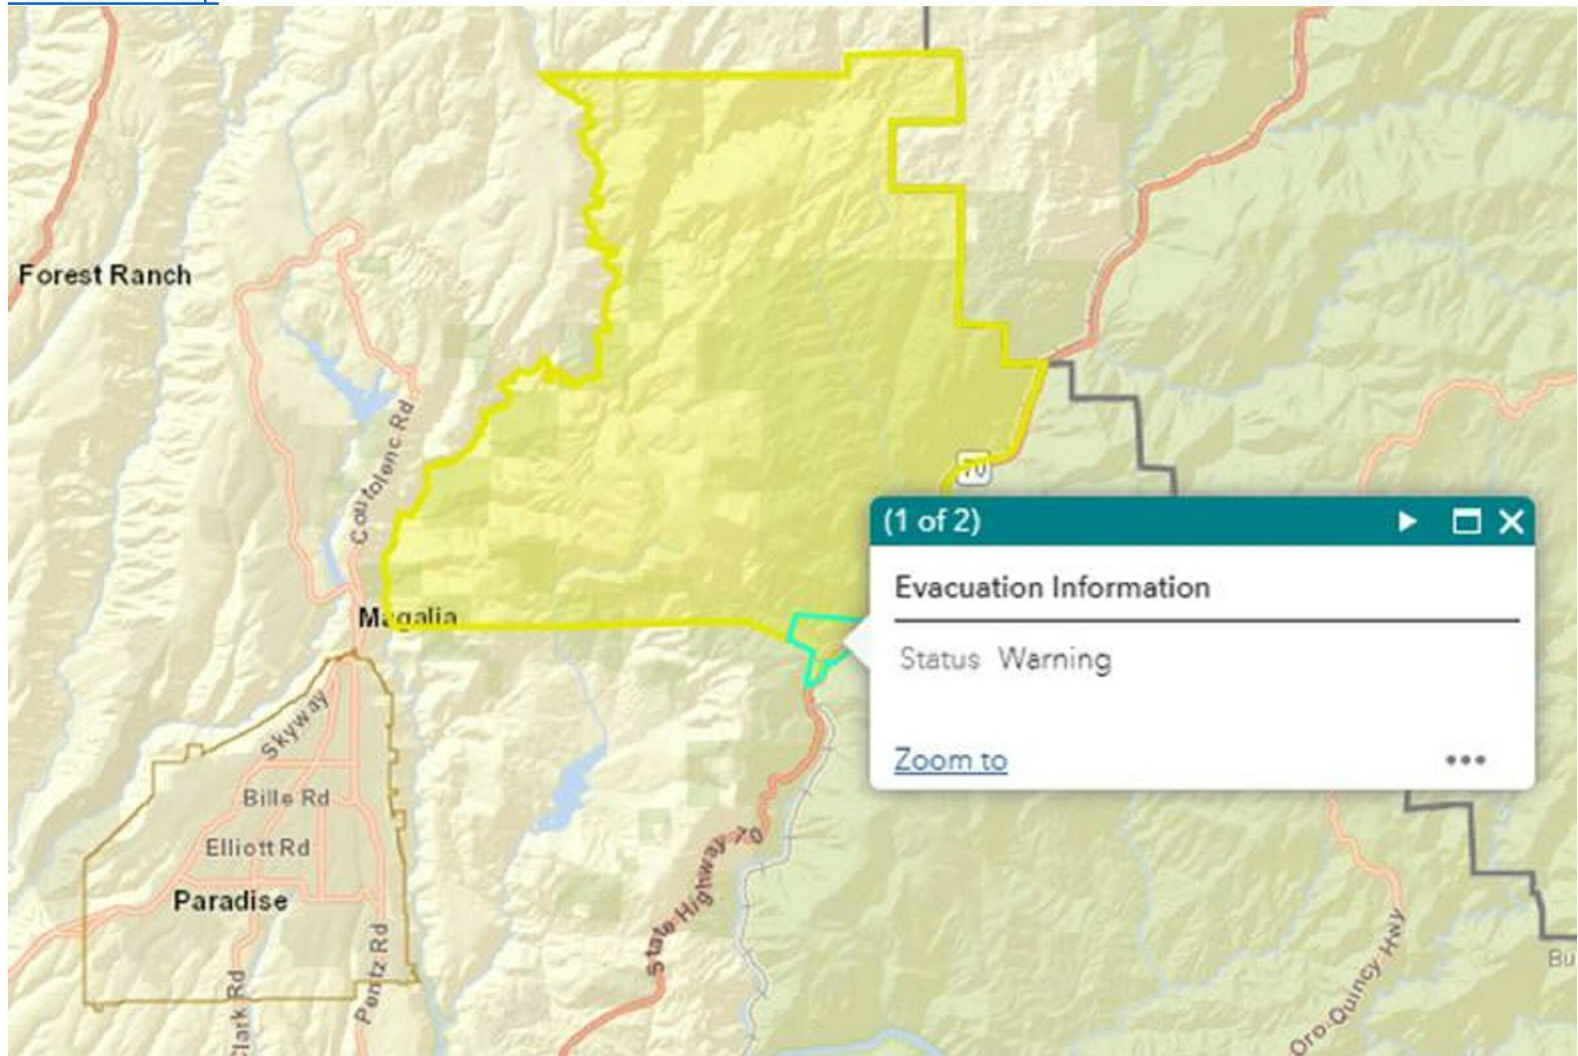 Forest Ranch
Coutolenc Rd
70
(1 of 2)
Evacuation Information
Magalia
Status Warning
Skyway
Zoom to
Bille Rd
State Highway 70
Elliott Rd
Paradise
Pentz Rd
Oro-Quincy Hwy
Clark Rd